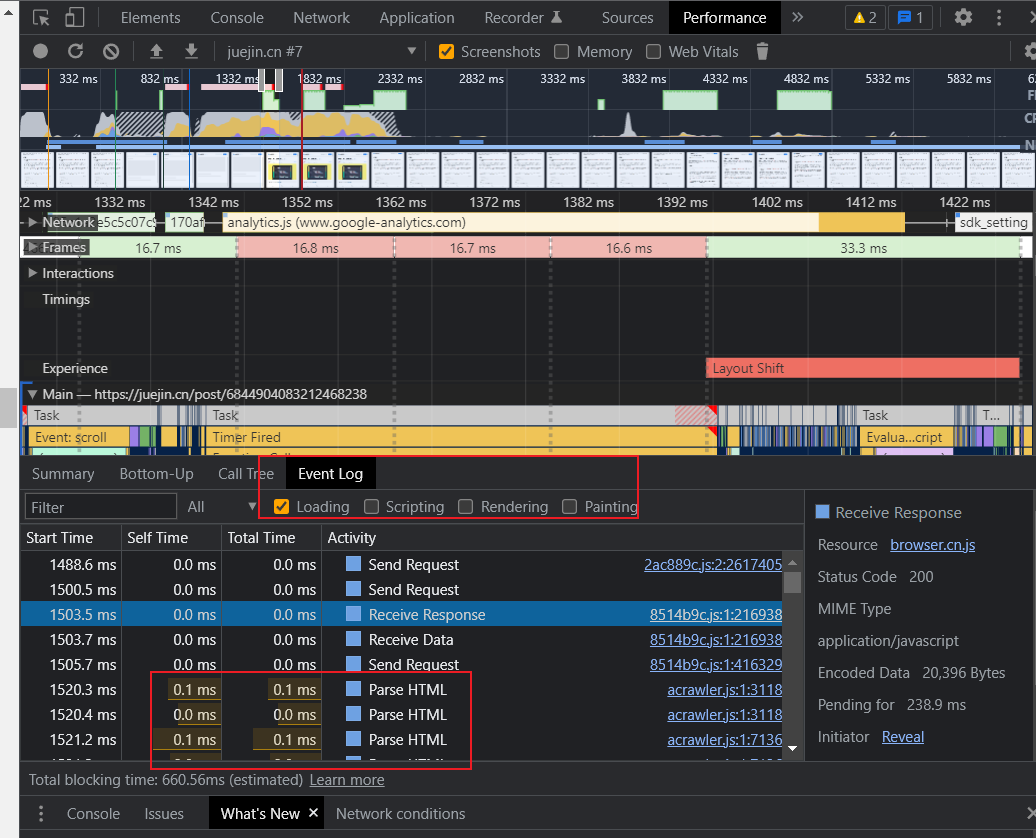 Elements Console Network Application Recorder Sources Performance 2 1
juejin.cn #7 Screenshots Memory Web Vitals
332 ms 832 ms 1332 ms 1832 ms 2332 ms 2832 ms 3332 ms 3832 ms 4332 ms 4832 ms 5332 ms 5832 ms
1332 ms 1342 ms 1352 ms 1362 ms 1372 ms 1382 ms 1392 ms 1402 ms 1412 ms 1422 ms
Network e5c5c07c 170af analytics.js (www.google-analytics.com) sdk_setting
Frames 16.7 ms 16.8 ms 16.7 ms 16.6 ms 33.3 ms
Interactions
Timings
Experience Layout Shift
Main — https://juejin.cn/post/6844904083212468238
Task Task Task T...
Event: scroll Timer Fired Evalua...cript
Summary Bottom-Up Call Tree Event Log
Filter All Loading Scripting Rendering Painting
Start Time Self Time Total Time Activity
1488.6 ms 0.0 ms 0.0 ms Send Request 2ac889c.js:2:2617405
1500.5 ms 0.0 ms 0.0 ms Send Request
1503.5 ms 0.0 ms 0.0 ms Receive Response 8514b9c.js:1:216938
1503.7 ms 0.0 ms 0.0 ms Receive Data 8514b9c.js:1:216938
1505.7 ms 0.0 ms 0.0 ms Send Request 8514b9c.js:1:416329
1520.3 ms 0.1 ms 0.1 ms Parse HTML acrawler.js:1:3118
1520.4 ms 0.0 ms 0.0 ms Parse HTML acrawler.js:1:3118
1521.2 ms 0.1 ms 0.1 ms Parse HTML acrawler.js:1:7136
Receive Response
Resource browser.cn.js
Status Code 200
MIME Type
application/javascript
Encoded Data 20,396 Bytes
Pending for 238.9 ms
Initiator Reveal
Total blocking time: 660.56ms (estimated) Learn more
Console Issues What's New Network conditions